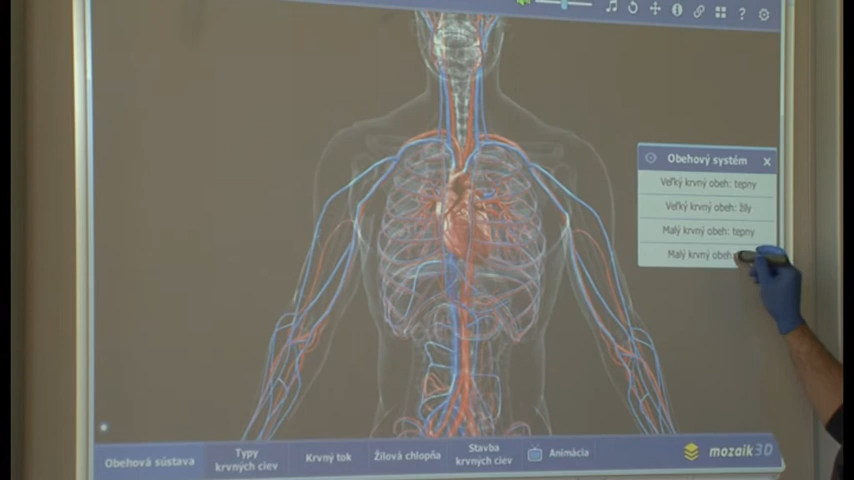 Obehový systém x
Veľký krvný obeh: tepny
Veľký krvný obeh: žily
Malý krvný obeh: tepny
Malý krvný obeh:
Obehová sústava
Typy
krvných ciev
Krvný tok
Žilová chlopňa
Stavba
krvných ciev
Animácia
mozaik3D